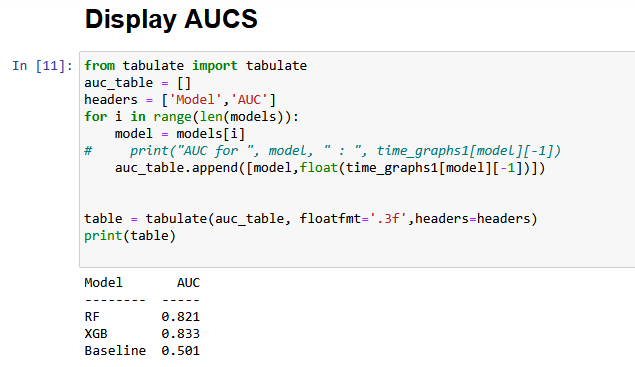 Display AUCS
In [11]: from tabulate import tabulate
auc_table = []
headers = ['Model','AUC']
for i in range(len(models)):
    model = models[i]
#     print("AUC for ", model, " : ", time_graphs1[model][-1])
    auc_table.append([model,float(time_graphs1[model][-1])])
table = tabulate(auc_table, floatfmt='.3f',headers=headers)
print(table)
Model       AUC
--------  -----
RF        0.821
XGB       0.833
Baseline  0.501